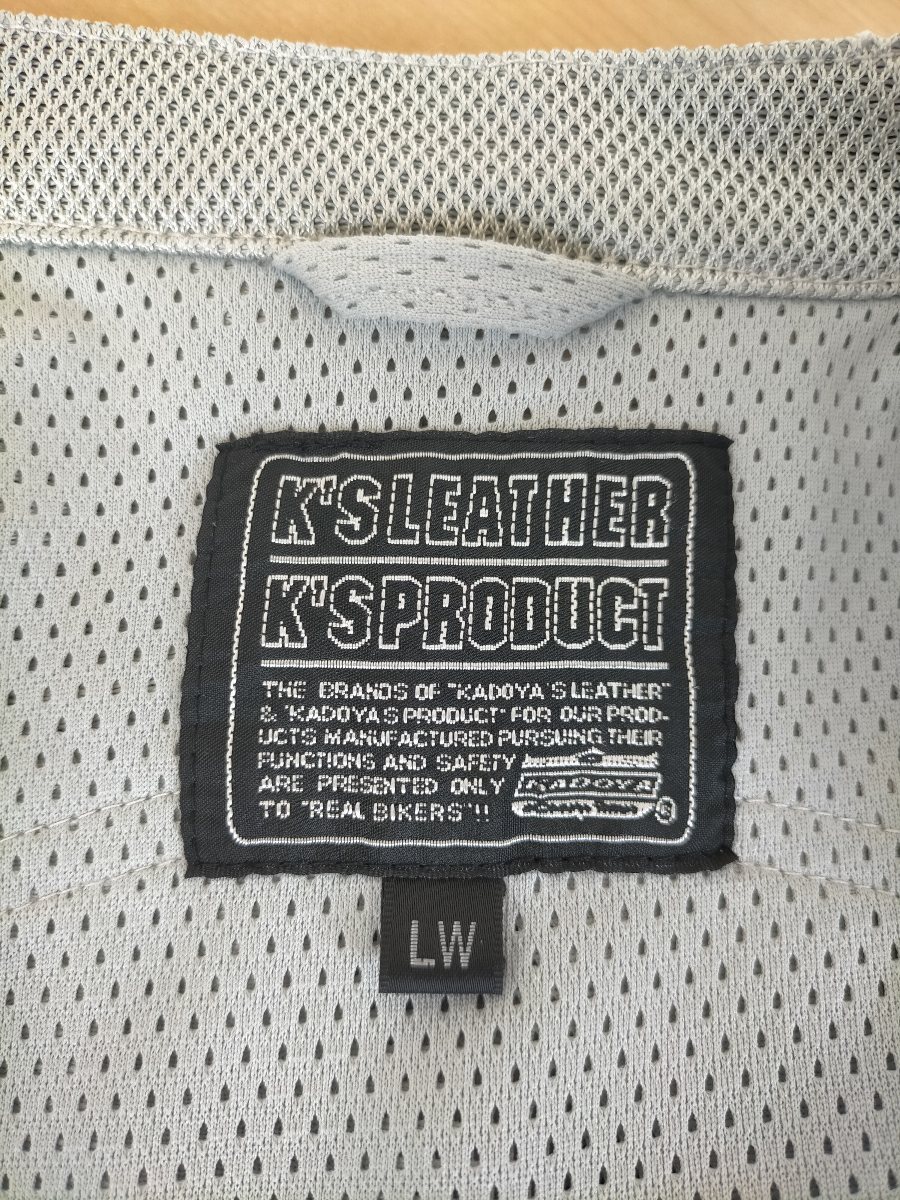 K'S LEATHER
K'S PRODUCT
THE BRANDS OF "KADOYA'S LEATHER"
& "KADOYA'S PRODUCT" FOR OUR PROD-
UCTS MANUFACTURED PURSUING THEIR
FUNCTIONS AND SAFETY
ARE PRESENTED ONLY
TO "REAL BIKERS"!!
KADOYA
®
LW